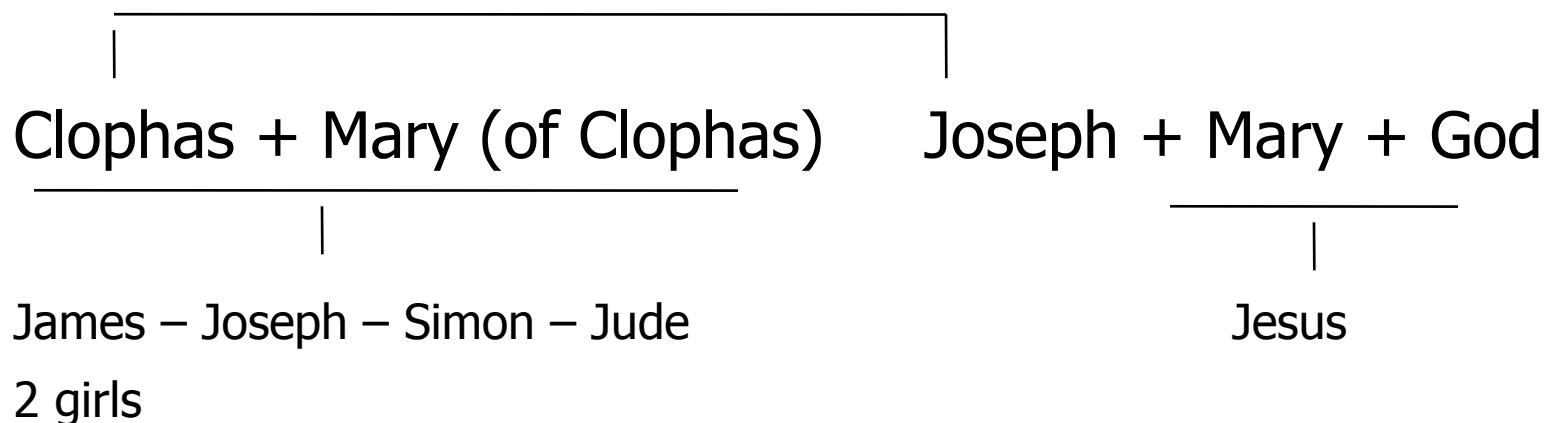 Clophas + Mary (of Clophas) Joseph + Mary + God
James – Joseph – Simon – Jude Jesus
2 girls